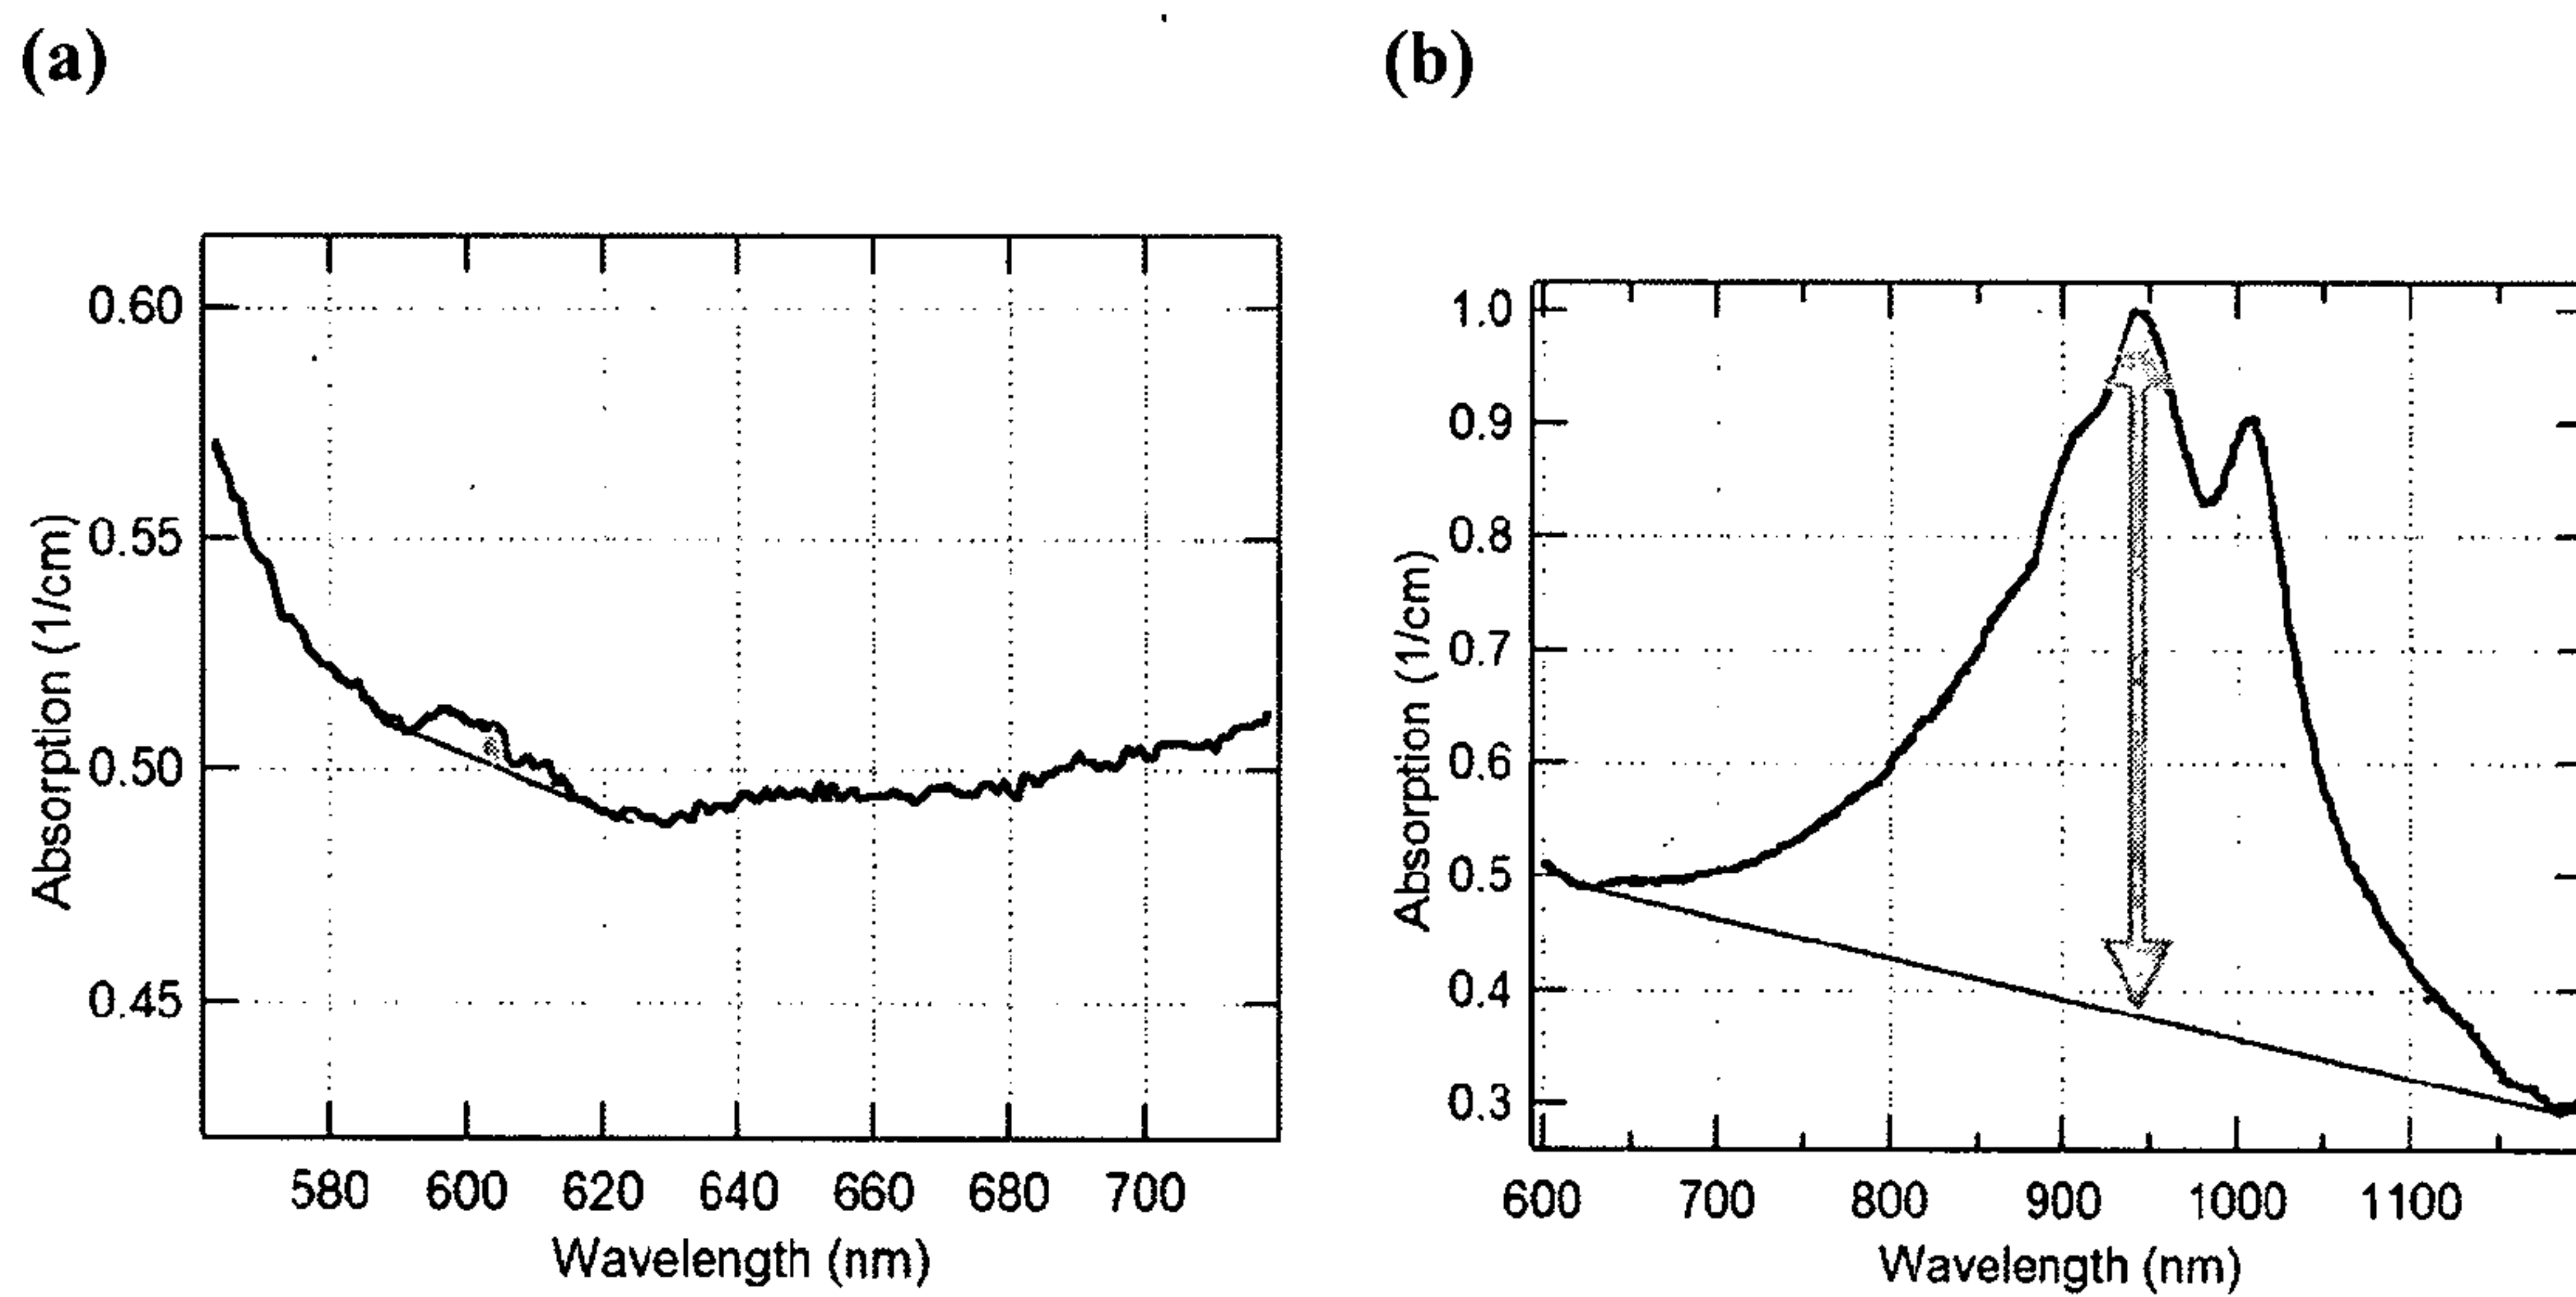 (a)
(b)
0.60
0.55
0.50
0.45
Absorption (1/cm)
580 600 620 640 660 680 700
Wavelength (nm)
1.0
0.9
0.8
0.7
0.6
0.5
0.4
0.3
Absorption (1/cm)
600 700 800 900 1000 1100
Wavelength (nm)